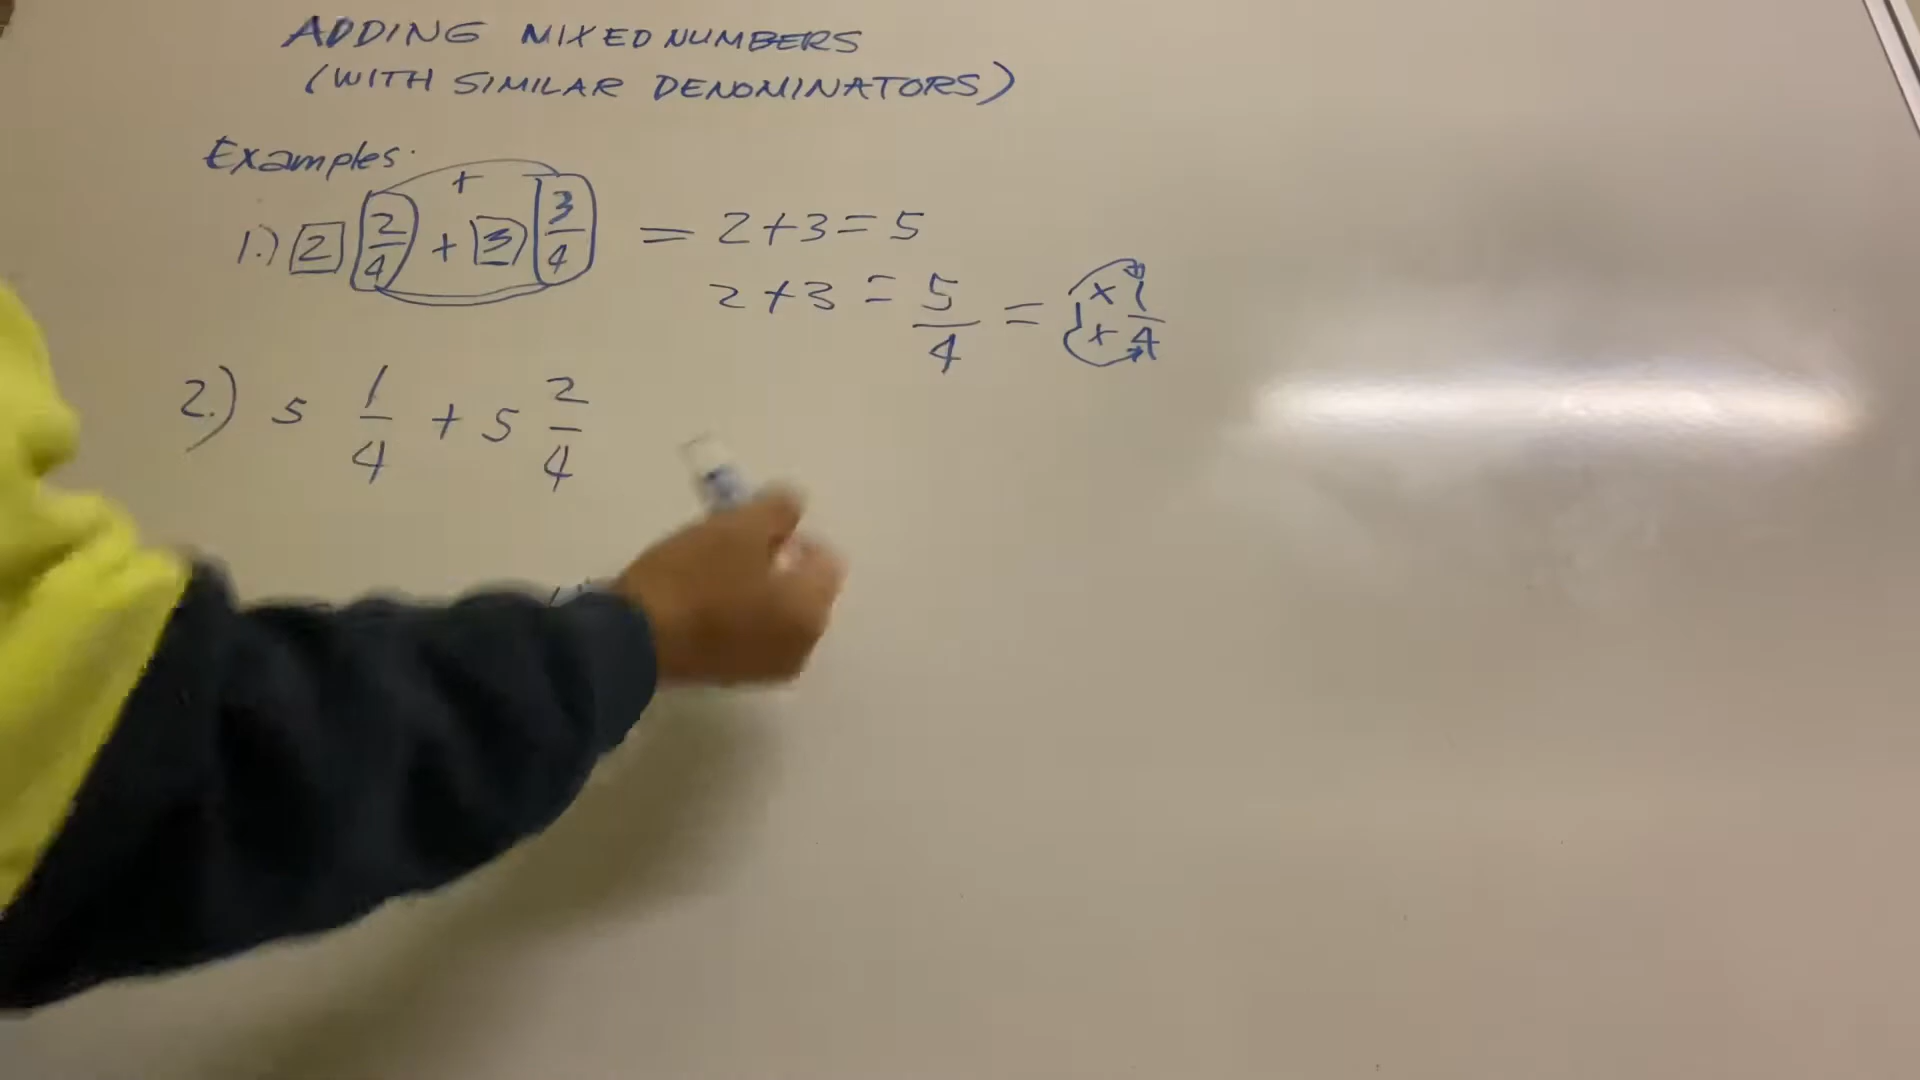 ADDING MIXED NUMBERS
(WITH SIMILAR DENOMINATORS)
Examples:
1.) 2 2/4 + 3 3/4 = 2+3=5
+
2+3 = 5/4 = 1 1/4
x
+
2.) 5 1/4 + 5 2/4